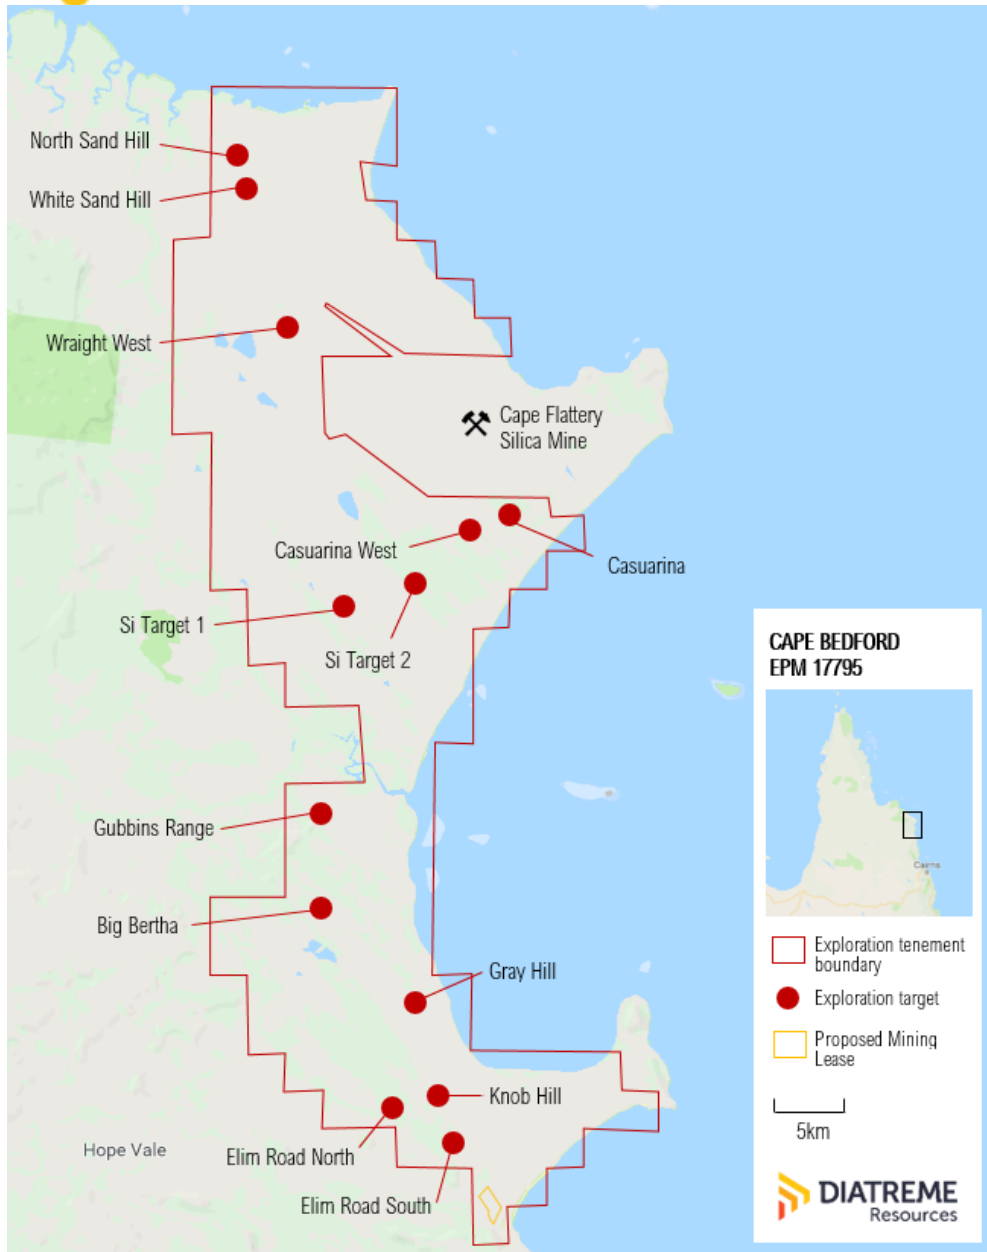 North Sand Hill
White Sand Hill
Wraight West
Cape Flattery
Silica Mine
Casuarina West
Casuarina
Si Target 1
Si Target 2
Gubbins Range
Big Bertha
Gray Hill
Knob Hill
Elim Road North
Hope Vale
Elim Road South
CAPE BEDFORD
EPM 17795
Cairns
Exploration tenement
boundary
Exploration target
Proposed Mining
Lease
5km
DIATREME
Resources